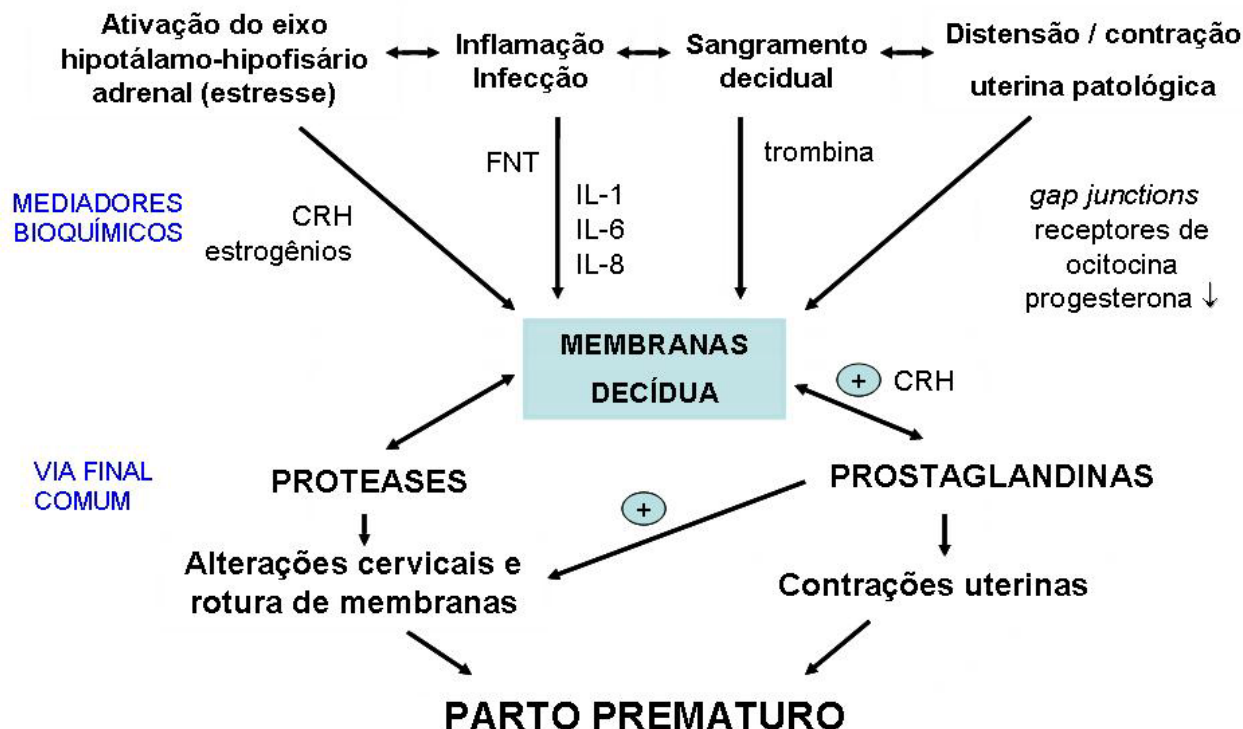 Ativação do eixo
hipotálamo-hipofisário
adrenal (estresse)
Inflamação
Infecção
Sangramento
decidual
Distensão / contração
uterina patológica
MEDIADORES
BIOQUÍMICOS
CRH
estrogênios
FNT
IL-1
IL-6
IL-8
trombina
gap junctions
receptores de
ocitocina
progesterona ↓
MEMBRANAS
DECÍDUA
+ CRH
VIA FINAL
COMUM
PROTEASES
+
PROSTAGLANDINAS
Alterações cervicais e
rotura de membranas
Contrações uterinas
PARTO PREMATURO